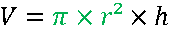 V = π × r² × h